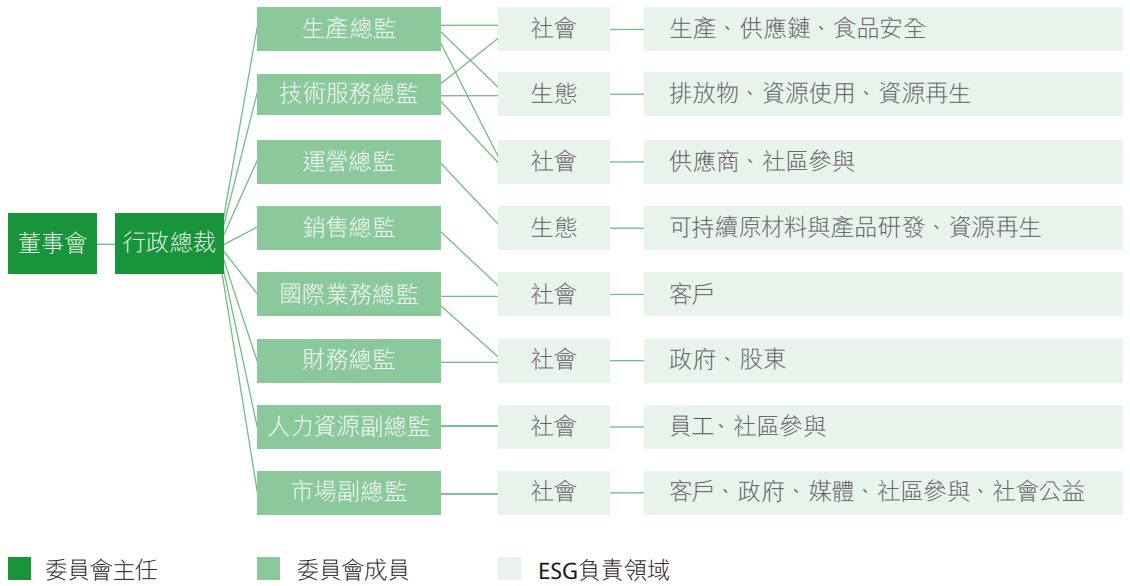 生產總監 社會 生產、供應鏈、食品安全
技術服務總監 生態 排放物、資源使用、資源再生
運營總監 社會 供應商、社區參與
董事會 行政總裁 銷售總監 生態 可持續原材料與產品研發、資源再生
國際業務總監 社會 客戶
財務總監 社會 政府、股東
人力資源副總監 社會 員工、社區參與
市場副總監 社會 客戶、政府、媒體、社區參與、社會公益
委員會主任 委員會成員 ESG負責領域